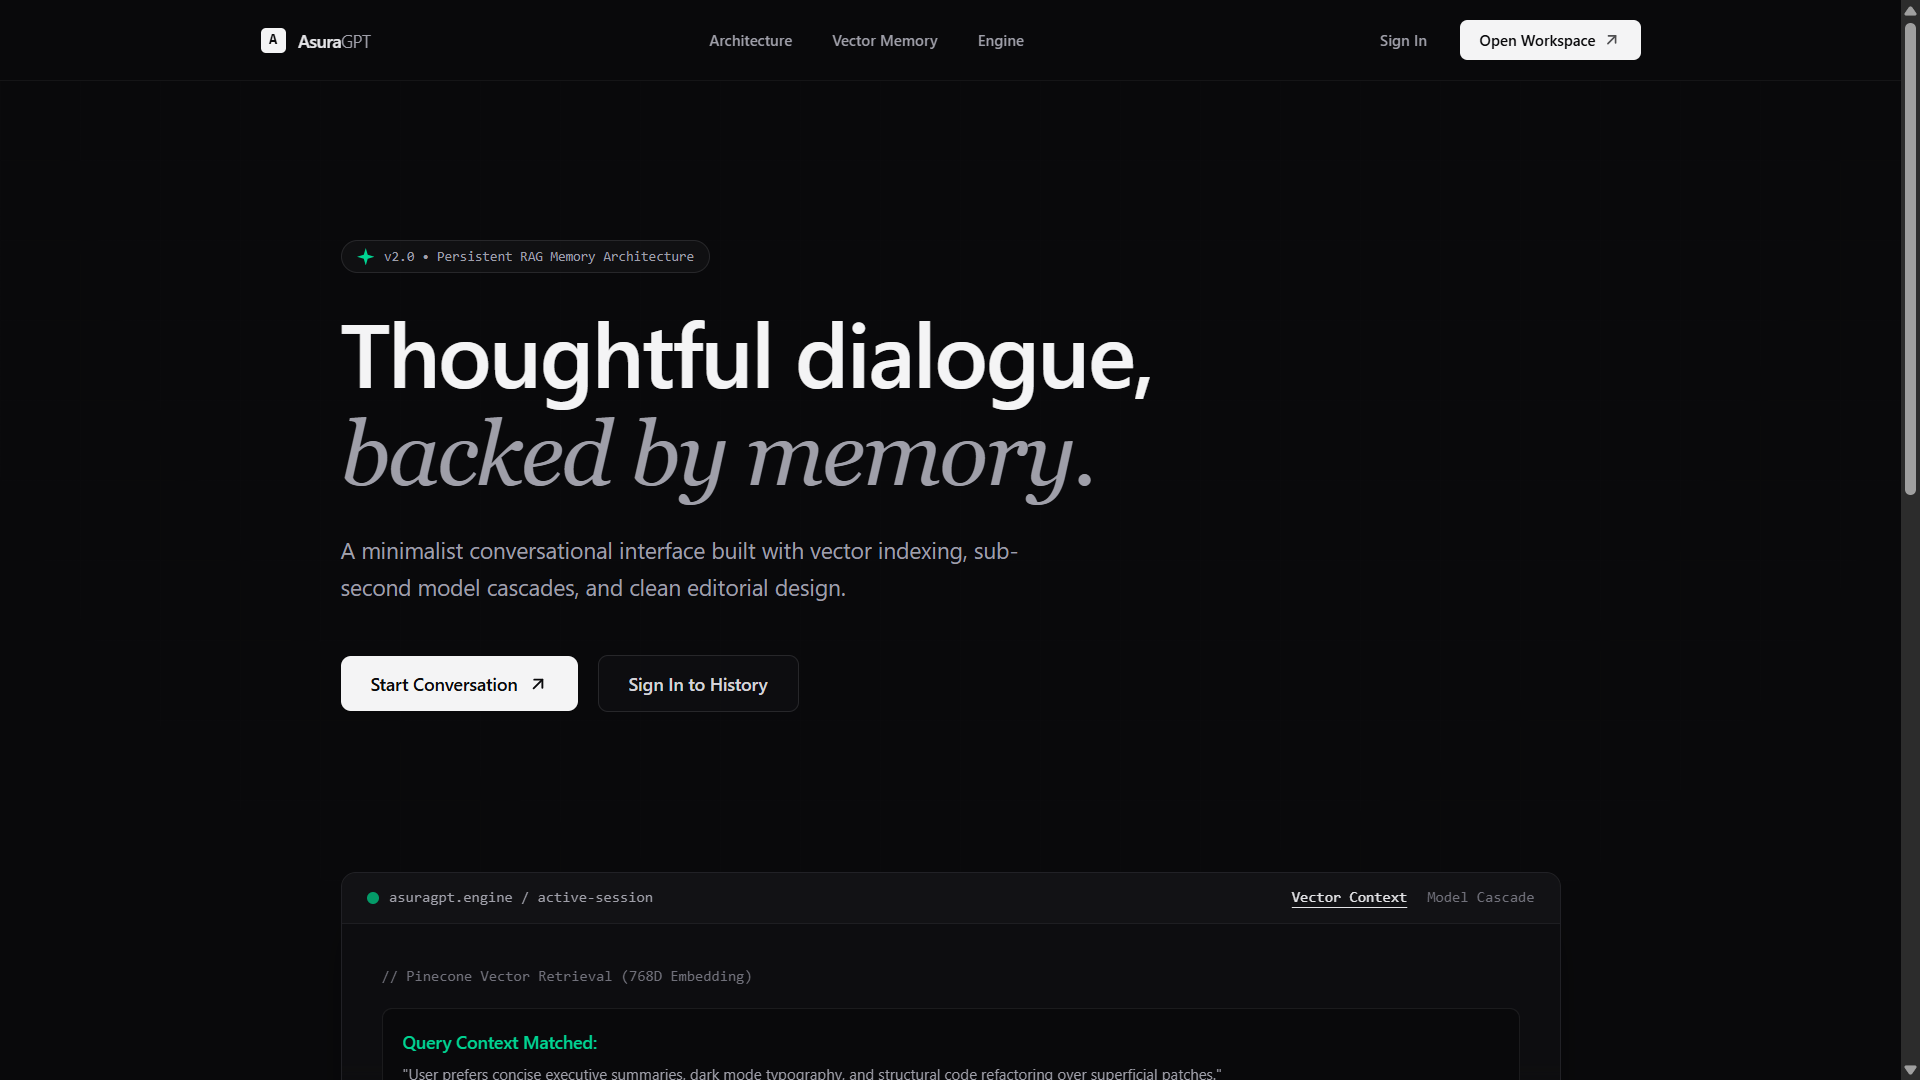 A AsuraGPT
Architecture Vector Memory Engine
Sign In Open Workspace
v2.0 • Persistent RAG Memory Architecture
Thoughtful dialogue,
backed by memory.
A minimalist conversational interface built with vector indexing, sub-
second model cascades, and clean editorial design.
Start Conversation Sign In to History
asuragpt.engine / active-session Vector Context Model Cascade
// Pinecone Vector Retrieval (768D Embedding)
Query Context Matched:
"User prefers concise executive summaries, dark mode typography, and structural code refactoring over superficial patches."